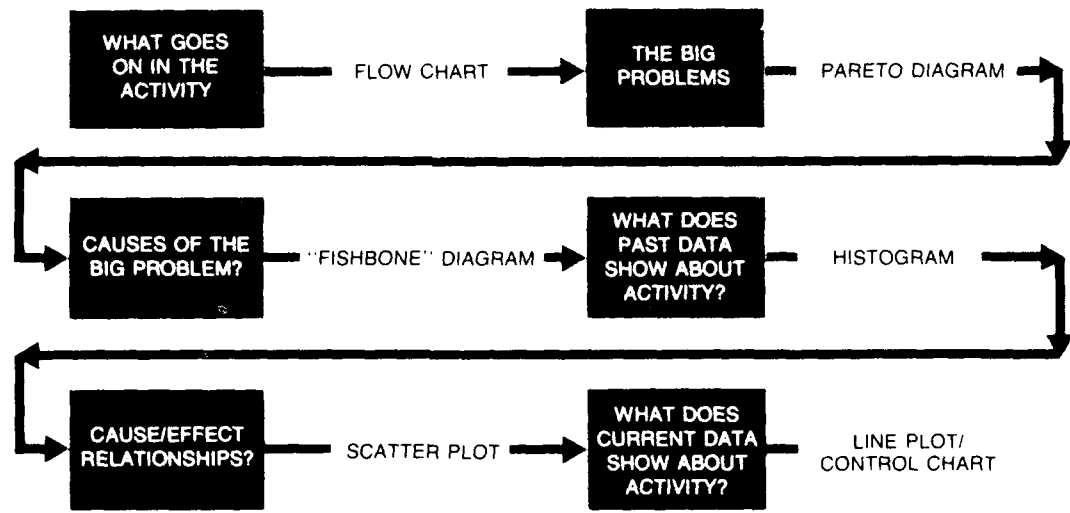 WHAT GOES
ON IN THE
ACTIVITY
FLOW CHART
THE BIG
PROBLEMS
PARETO DIAGRAM
CAUSES OF THE
BIG PROBLEM?
"FISHBONE" DIAGRAM
WHAT DOES
PAST DATA
SHOW ABOUT
ACTIVITY?
HISTOGRAM
CAUSE/EFFECT
RELATIONSHIPS?
SCATTER PLOT
WHAT DOES
CURRENT DATA
SHOW ABOUT
ACTIVITY?
LINE PLOT/
CONTROL CHART